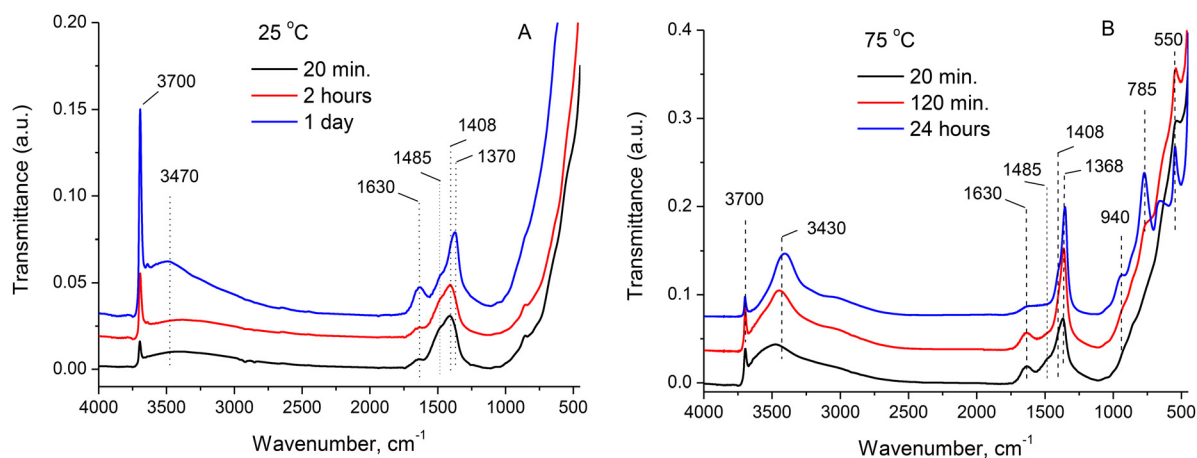 25 °C
A
20 min.
2 hours
1 day
3700
3470
1630
1485
1408
1370
0.20
0.15
0.10
0.05
0.00
Transmittance (a.u.)
4000 3500 3000 2500 2000 1500 1000 500
Wavenumber, cm⁻¹
75 °C
B
20 min.
120 min.
24 hours
3700
3430
1630
1485
1408
1368
940
785
550
0.4
0.3
0.2
0.1
0.0
Transmittance (a.u.)
4000 3500 3000 2500 2000 1500 1000 500
Wavenumber, cm⁻¹